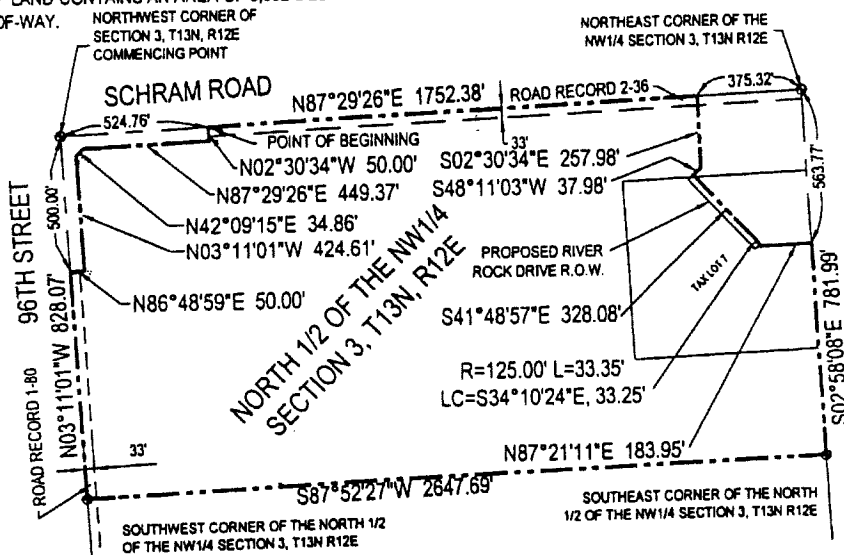 OF-WAY.
NORTHWEST CORNER OF
SECTION 3, T13N, R12E
COMMENCING POINT
NORTHEAST CORNER OF THE
NW1/4 SECTION 3, T13N R12E
SCHRAM ROAD
N87°29'26"E 1752.38'
ROAD RECORD 2-36
375.32'
524.76'
POINT OF BEGINNING
33'
N02°30'34"W 50.00'
S02°30'34"E 257.98'
N87°29'26"E 449.37'
S48°11'03"W 37.98'
563.77'
500.00'
N42°09'15"E 34.86'
N03°11'01"W 424.61'
96TH STREET
PROPOSED RIVER
ROCK DRIVE R.O.W.
TAX LOT 7
N86°48'59"E 50.00'
NORTH 1/2 OF THE NW1/4
SECTION 3, T13N, R12E
S41°48'57"E 328.08'
N03°11'01"W 828.07'
S02°58'08"E 781.99'
R=125.00' L=33.35'
LC=S34°10'24"E, 33.25'
ROAD RECORD 1-80
33'
N87°21'11"E 183.95'
S87°52'27"W 2647.69'
SOUTHWEST CORNER OF THE NORTH 1/2
OF THE NW1/4 SECTION 3, T13N R12E
SOUTHEAST CORNER OF THE NORTH
1/2 OF THE NW1/4 SECTION 3, T13N R12E